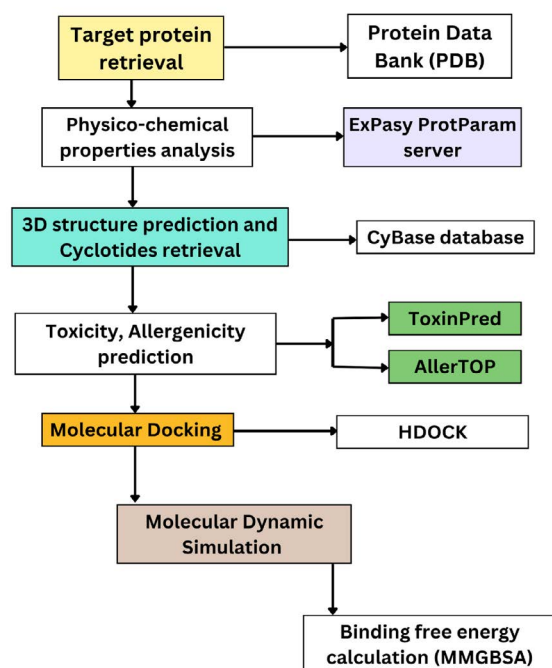 Target protein
retrieval
Protein Data
Bank (PDB)
Physico-chemical
properties analysis
ExPasy ProtParam
server
3D structure prediction and
Cyclotides retrieval
CyBase database
Toxicity, Allergenicity
prediction
ToxinPred
AllerTOP
Molecular Docking
HDOCK
Molecular Dynamic
Simulation
Binding free energy
calculation (MMGBSA)